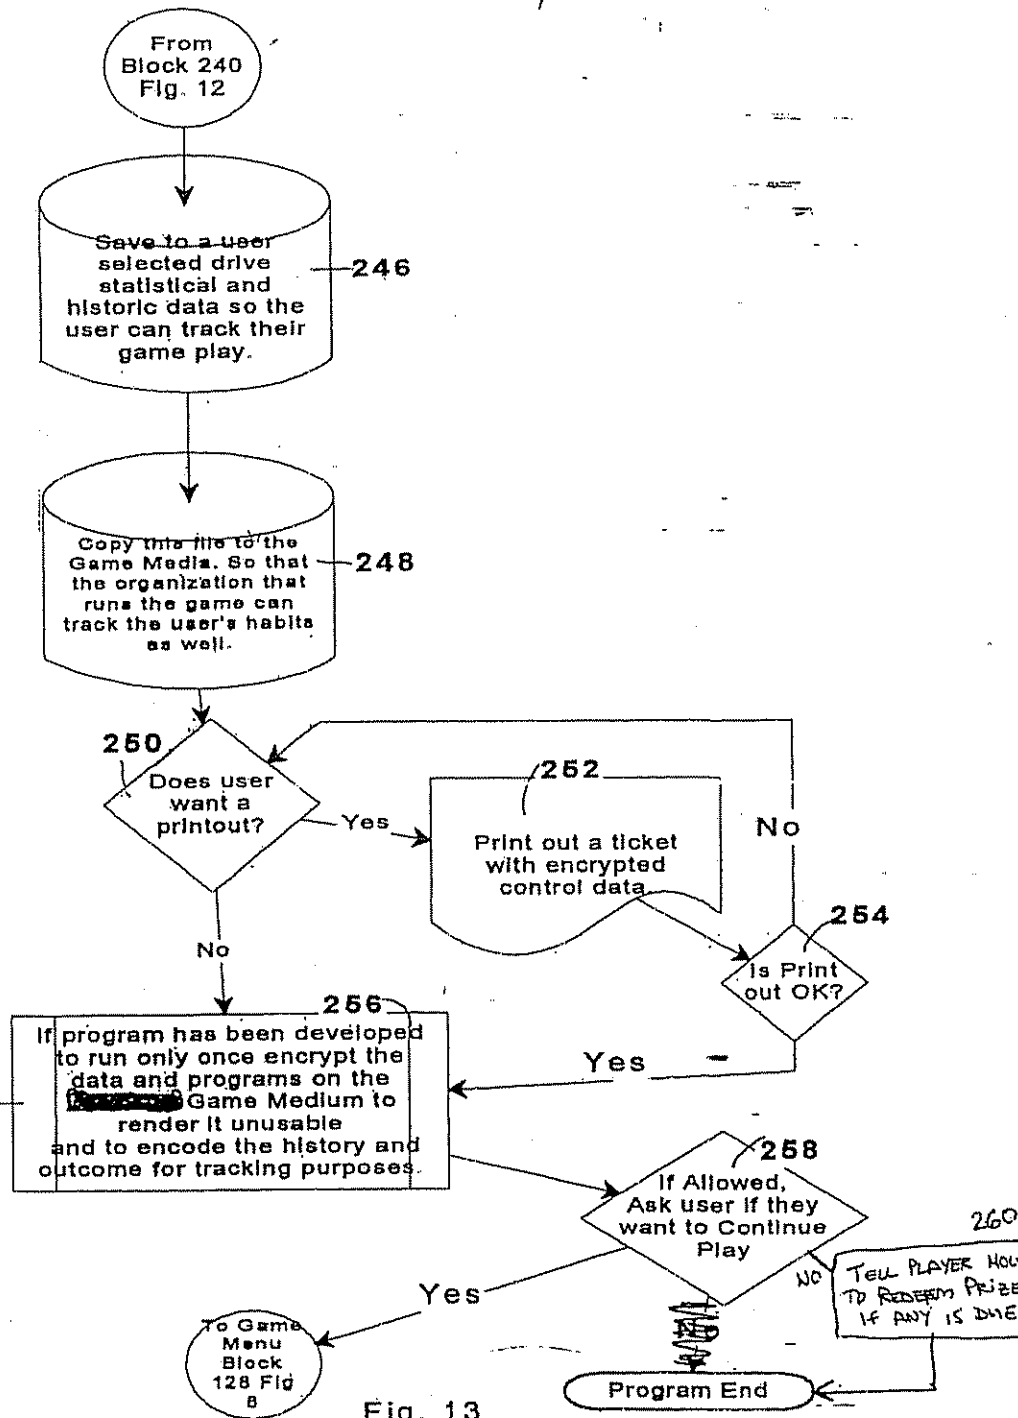 From
Block 240
Fig. 12
Save to a user
selected drive
statistical and
historic data so the
user can track their
game play.
246
Copy this file to the
Game Media. So that
the organization that
runs the game can
track the user's habits
as well.
248
250
Does user
want a
printout?
Yes
No
252
Print out a ticket
with encrypted
control data
No
254
Is Print
out OK?
Yes
256
If program has been developed
to run only once encrypt the
data and programs on the
Game Medium to
render it unusable
and to encode the history and
outcome for tracking purposes.
258
If Allowed,
Ask user if they
want to Continue
Play
Yes
NO
260
TELL PLAYER HOW
TO REDEEM PRIZE
IF ANY IS DUE
To Game
Menu
Block
128 Fig
8
Program End
Fig. 13